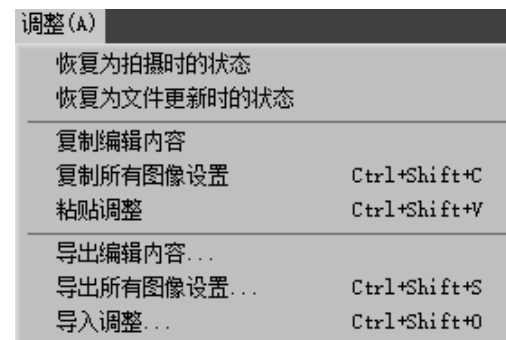 调整(A)
恢复为拍摄时的状态
恢复为文件更新时的状态
复制编辑内容
复制所有图像设置 Ctrl+Shift+C
粘贴调整 Ctrl+Shift+V
导出编辑内容...
导出所有图像设置... Ctrl+Shift+S
导入调整... Ctrl+Shift+O